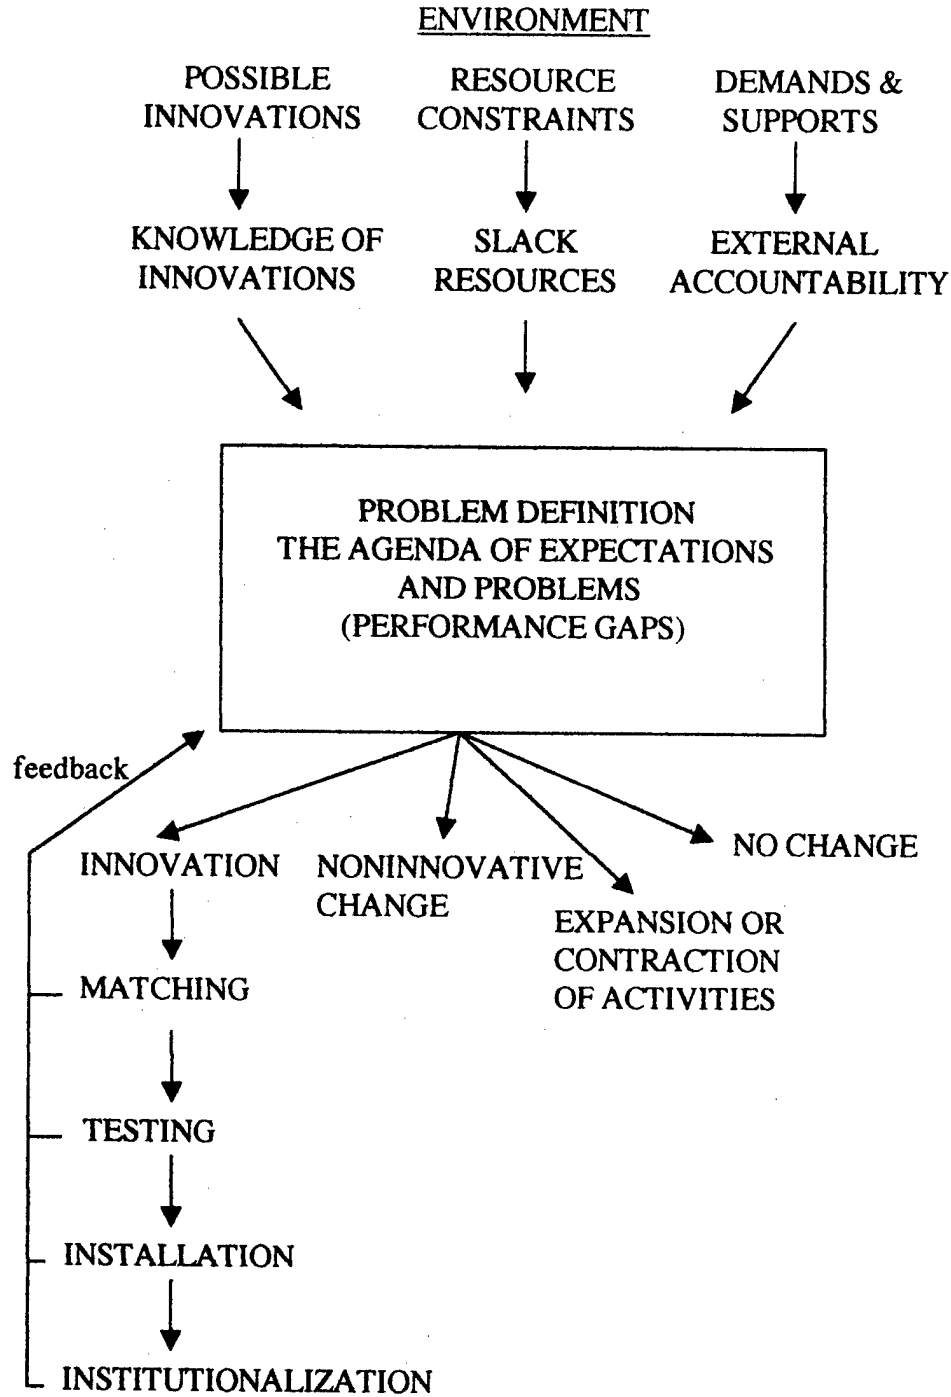 ENVIRONMENT
POSSIBLE
INNOVATIONS
RESOURCE
CONSTRAINTS
DEMANDS &
SUPPORTS
KNOWLEDGE OF
INNOVATIONS
SLACK
RESOURCES
EXTERNAL
ACCOUNTABILITY
PROBLEM DEFINITION
THE AGENDA OF EXPECTATIONS
AND PROBLEMS
(PERFORMANCE GAPS)
feedback
INNOVATION
NONINNOVATIVE
CHANGE
EXPANSION OR
CONTRACTION
OF ACTIVITIES
NO CHANGE
MATCHING
TESTING
INSTALLATION
INSTITUTIONALIZATION